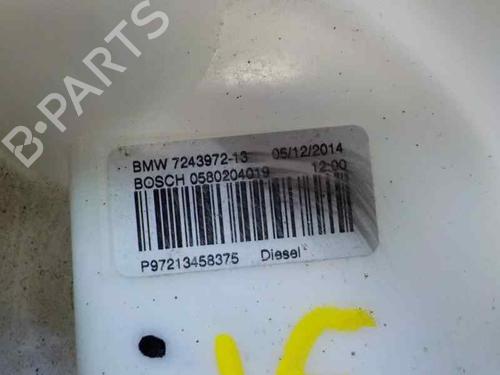 B-PARTS
BMW 7243972-13 05/12/2014
BOSCH 0580204019 12:00
P97213458375 Diesel